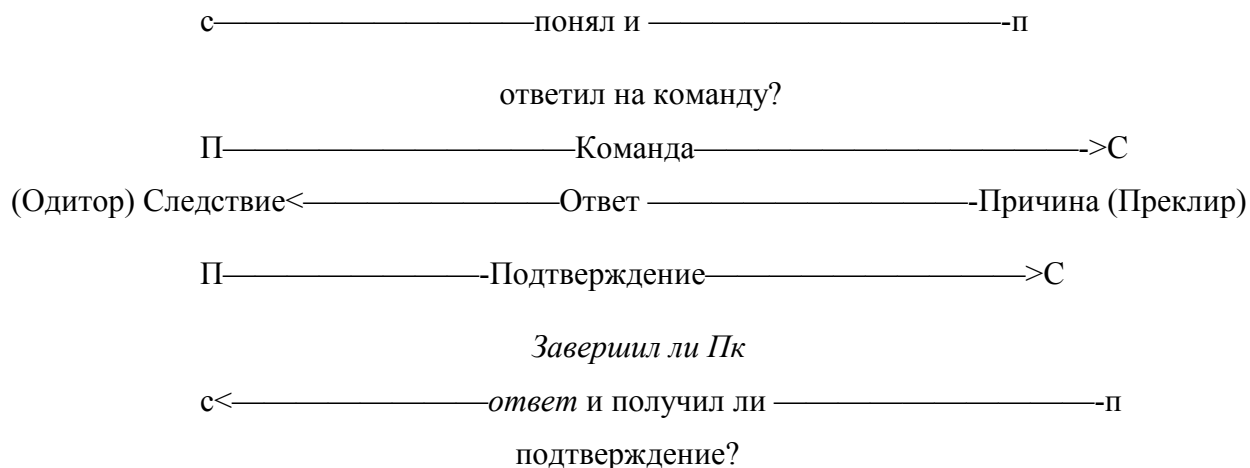 с——————————понял и ———————————-п
ответил на команду?
П———————————Команда————————————->С
(Одитор) Следствие<————————Ответ ——————————-Причина (Преклир)
П————————-Подтверждение——————————>С
Завершил ли Пк
с<————————ответ и получил ли ——————————-п
подтверждение?